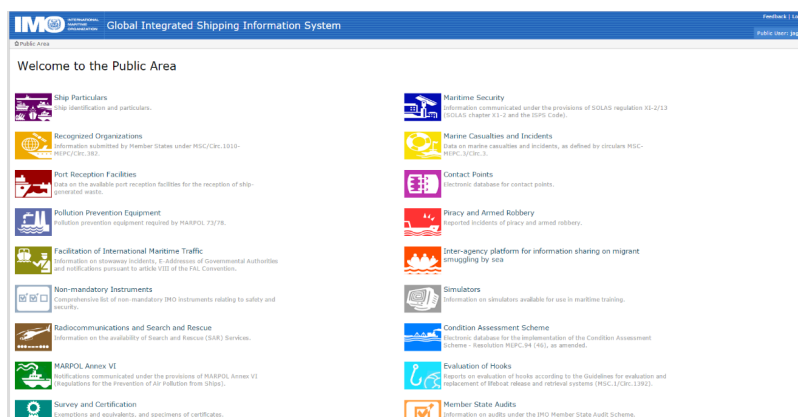 IMO
INTERNATIONAL
MARITIME
ORGANIZATION
Global Integrated Shipping Information System
Feedback | Lo
Public User: jag
Public Area
Welcome to the Public Area
Ship Particulars
Ship identification and particulars.
Recognized Organizations
Information submitted by Member States under MSC/Circ.1010-
MEPC/Circ.382.
Port Reception Facilities
Data on the available port reception facilities for the reception of ship-
generated waste.
Pollution Prevention Equipment
Pollution prevention equipment required by MARPOL 73/78.
Facilitation of International Maritime Traffic
Information on stowaway incidents, E-Addresses of Governmental Authorities
and notifications pursuant to article VIII of the FAL Convention.
Non-mandatory Instruments
Comprehensive list of non-mandatory IMO instruments relating to safety and
security.
Radiocommunications and Search and Rescue
Information on the availability of Search and Rescue (SAR) Services.
MARPOL Annex VI
Notifications communicated under the provisions of MARPOL Annex VI
(Regulations for the Prevention of Air Pollution from Ships).
Survey and Certification
Exemptions and equivalents, and specimens of certificates.
Maritime Security
Information communicated under the provisions of SOLAS regulation XI-2/13
(SOLAS chapter XI-2 and the ISPS Code).
Marine Casualties and Incidents
Data on marine casualties and incidents, as defined by circulars MSC-
MEPC.3/Circ.3.
Contact Points
Electronic database for contact points.
Piracy and Armed Robbery
Reported incidents of piracy and armed robbery.
Inter-agency platform for information sharing on migrant
smuggling by sea
Simulators
Information on simulators available for use in maritime training.
Condition Assessment Scheme
Electronic database for the implementation of the Condition Assessment
Scheme - Resolution MEPC.94 (46), as amended.
Evaluation of Hooks
Reports on evaluation of hooks according to the Guidelines for evaluation and
replacement of lifeboat release and retrieval systems (MSC.1/Circ.1392).
Member State Audits
Information on audits under the IMO Member State Audit Scheme.